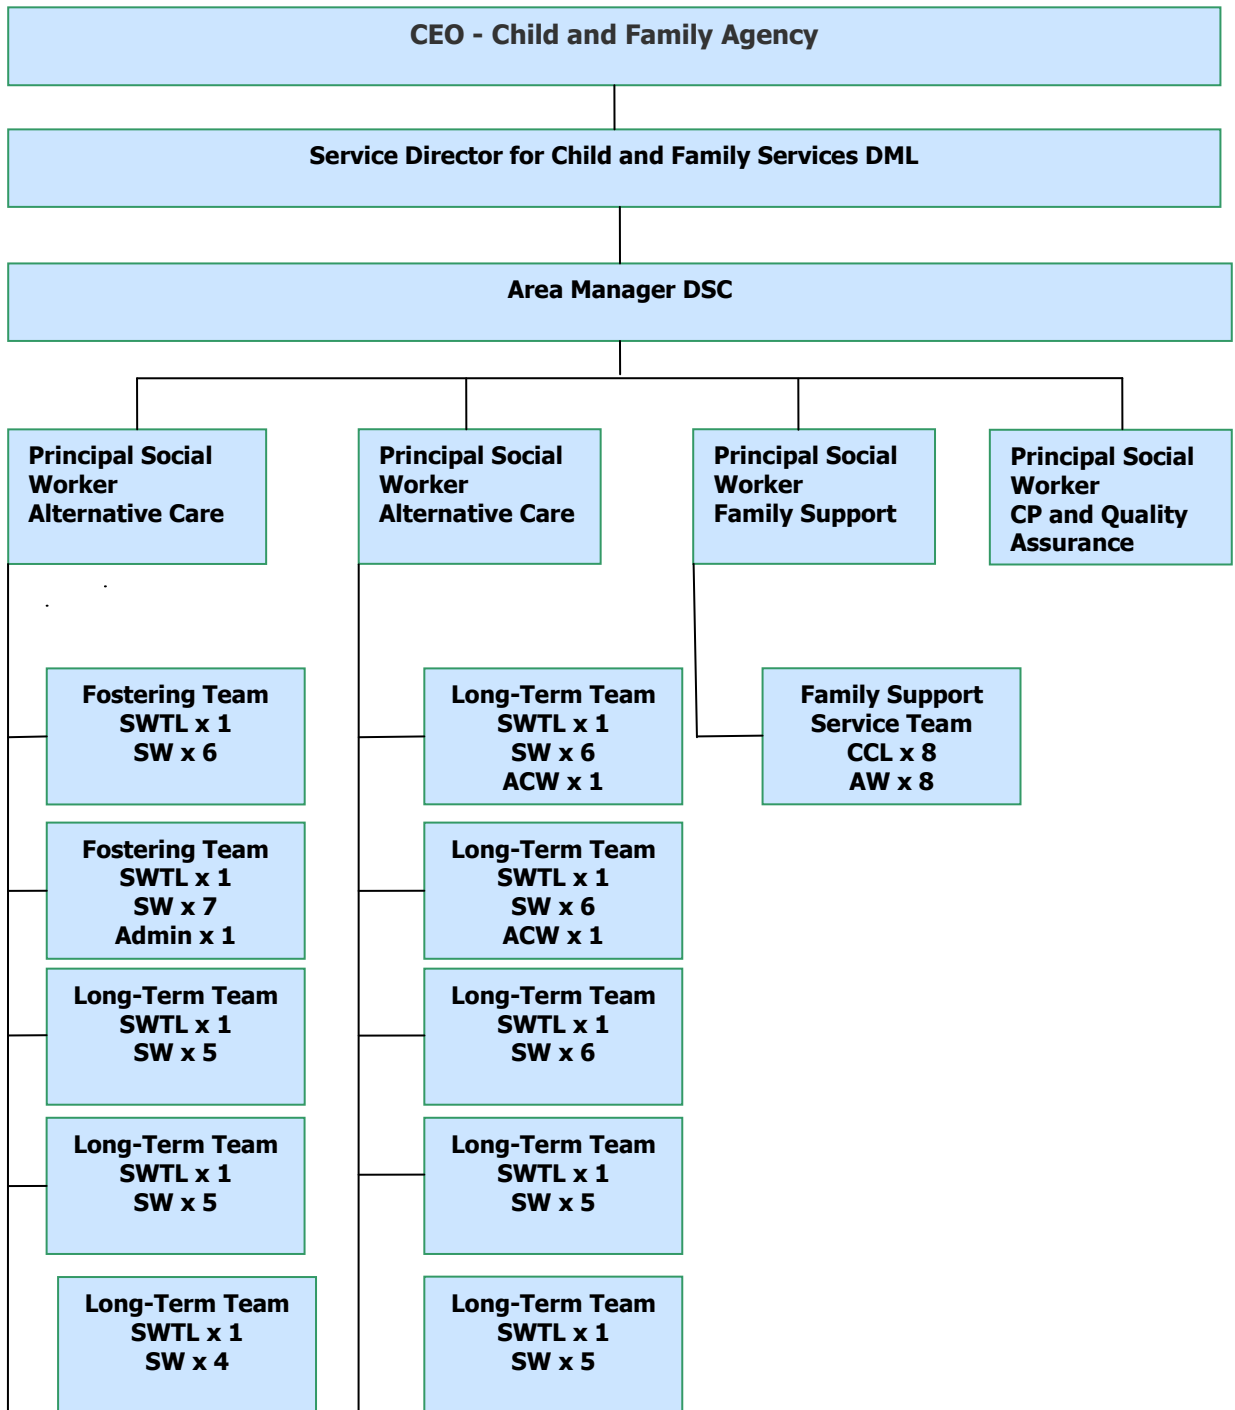 CEO - Child and Family Agency
Service Director for Child and Family Services DML
Area Manager DSC
Principal Social
Worker
Alternative Care
Principal Social
Worker
Alternative Care
Principal Social
Worker
Family Support
Principal Social
Worker
CP and Quality
Assurance
Fostering Team
SWTL x 1
SW x 6
Long-Term Team
SWTL x 1
SW x 6
ACW x 1
Family Support
Service Team
CCL x 8
AW x 8
Fostering Team
SWTL x 1
SW x 7
Admin x 1
Long-Term Team
SWTL x 1
SW x 6
ACW x 1
Long-Term Team
SWTL x 1
SW x 5
Long-Term Team
SWTL x 1
SW x 6
Long-Term Team
SWTL x 1
SW x 5
Long-Term Team
SWTL x 1
SW x 5
Long-Term Team
SWTL x 1
SW x 4
Long-Term Team
SWTL x 1
SW x 5